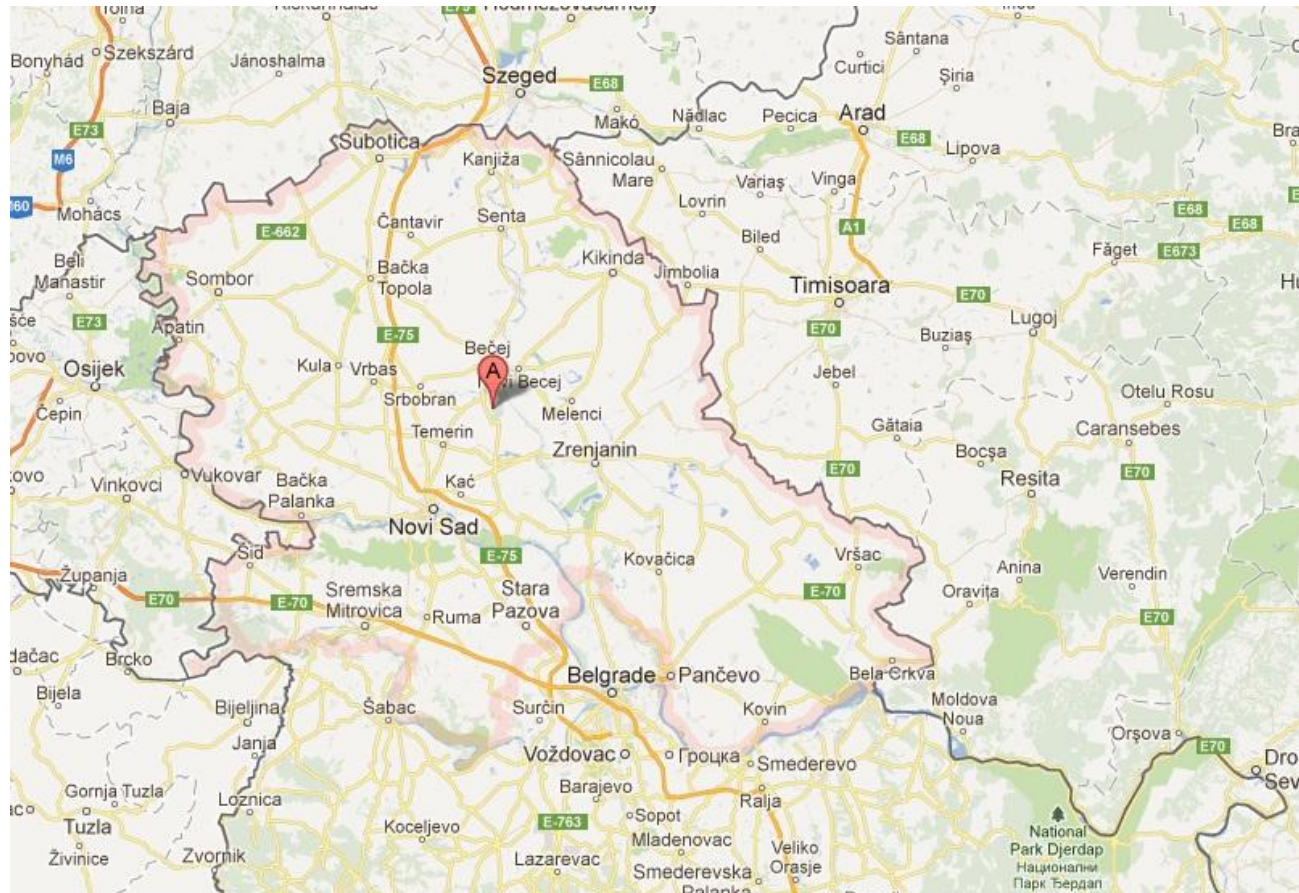 Tolna
Bonyhád
Szekszárd
Jánoshalma
Baja
E73
M6
M60
Mohács
Szeged
E68
Makó
Nădlac
Pecica
Arad
E68
Curtici
Sântana
Şiria
Lipova
Subotica
Kanjiža
Sânnicolau
Mare
Variaş
Vinga
Lovrin
A1
E68
E68
E-662
Čantavir
Senta
Biled
Făget
E673
Beli
Manastir
Sombor
Bačka
Topola
Kikinda
Jimbolia
Timisoara
E70
E70
Lugoj
E73
Apatin
E-75
Buziaş
Osijek
Čepin
Kula
Vrbas
Srbobran
Bečej
A
Becej
Melenci
Jebel
Otelu Rosu
Temerin
Zrenjanin
Gătaia
Caransebes
Bocşa
E70
E70
Resita
Vukovar
Vinkovci
Bačka
Palanka
Kać
Novi Sad
E-75
Kovačica
Vršac
Anina
Verendin
Šid
Županja
E70
E-70
Sremska
Mitrovica
Ruma
Stara
Pazova
E-70
Oraviţa
E70
Brcko
Bijela
Bijeljina
Janja
Šabac
Surčin
Belgrade
Pančevo
Kovin
Bela Crkva
Moldova
Noua
Orşova
E70
Voždovac
Гроцка
Smederevo
Barajevo
Ralja
Gornja Tuzla
Tuzla
Živinice
Zvornik
Loznica
Koceljevo
E-763
Sopot
Mladenovac
Lazarevac
Smederevska
Palanka
Veliko
Orasje
National
Park Djerdap
Национални
Парк Ђердап